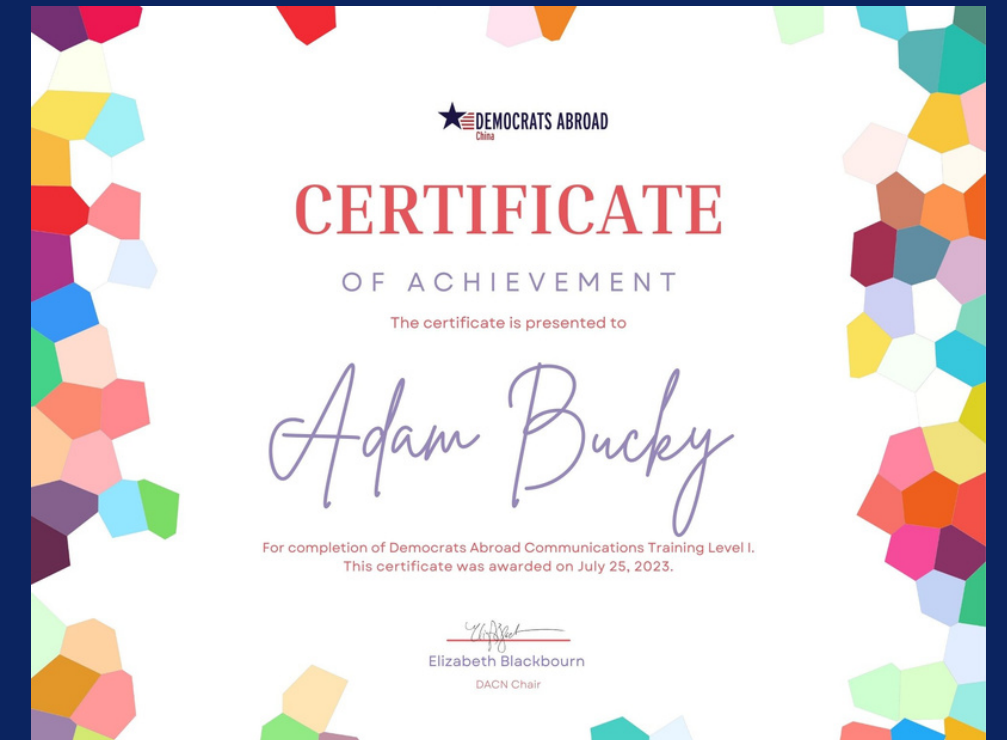 DEMOCRATS ABROAD
China
CERTIFICATE
OF ACHIEVEMENT
The certificate is presented to
Adam Bucky
For completion of Democrats Abroad Communications Training Level I.
This certificate was awarded on July 25, 2023.
Elizabeth Blackbourn
DACN Chair